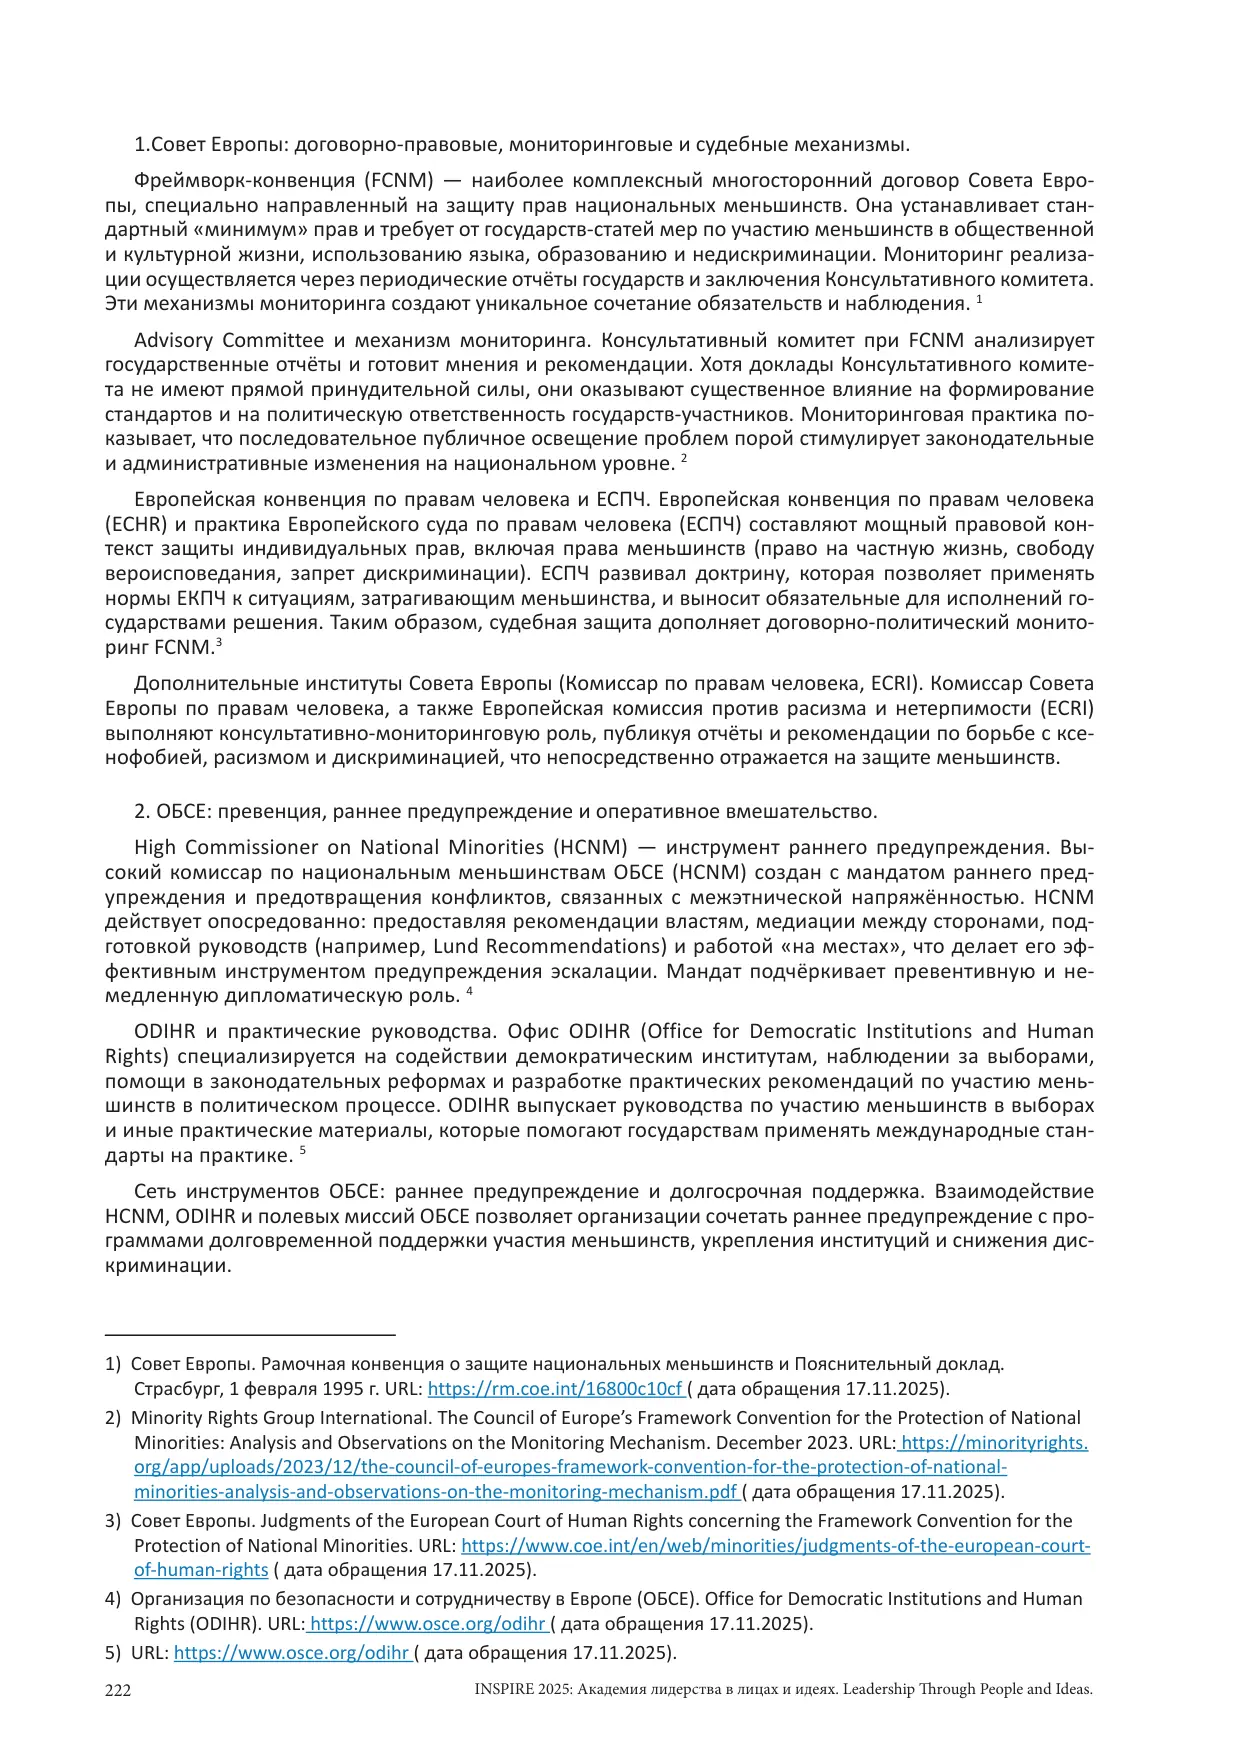 1.Совет Европы: договорно-правовые, мониторинговые и судебные механизмы.
Фреймворк-конвенция (FCNM) — наиболее комплексный многосторонний договор Совета Евро-
пы, специально направленный на защиту прав национальных меньшинств. Она устанавливает стан-
дартный «минимум» прав и требует от государств-статей мер по участию меньшинств в общественной
и культурной жизни, использованию языка, образованию и недискриминации. Мониторинг реализа-
ции осуществляется через периодические отчёты государств и заключения Консультативного комитета.
Эти механизмы мониторинга создают уникальное сочетание обязательств и наблюдения. 1
Advisory Committee и механизм мониторинга. Консультативный комитет при FCNM анализирует
государственные отчёты и готовит мнения и рекомендации. Хотя доклады Консультативного комите-
та не имеют прямой принудительной силы, они оказывают существенное влияние на формирование
стандартов и на политическую ответственность государств-участников. Мониторинговая практика по-
казывает, что последовательное публичное освещение проблем порой стимулирует законодательные
и административные изменения на национальном уровне. 2
Европейская конвенция по правам человека и ЕСПЧ. Европейская конвенция по правам человека
(ECHR) и практика Европейского суда по правам человека (ЕСПЧ) составляют мощный правовой кон-
текст защиты индивидуальных прав, включая права меньшинств (право на частную жизнь, свободу
вероисповедания, запрет дискриминации). ЕСПЧ развивал доктрину, которая позволяет применять
нормы ЕКПЧ к ситуациям, затрагивающим меньшинства, и выносит обязательные для исполнений го-
сударствами решения. Таким образом, судебная защита дополняет договорно-политический монито-
ринг FCNM.3
Дополнительные институты Совета Европы (Комиссар по правам человека, ECRI). Комиссар Совета
Европы по правам человека, а также Европейская комиссия против расизма и нетерпимости (ECRI)
выполняют консультативно-мониторинговую роль, публикуя отчёты и рекомендации по борьбе с ксе-
нофобией, расизмом и дискриминацией, что непосредственно отражается на защите меньшинств.
2. ОБСЕ: превенция, раннее предупреждение и оперативное вмешательство.
High Commissioner on National Minorities (HCNM) — инструмент раннего предупреждения. Вы-
сокий комиссар по национальным меньшинствам ОБСЕ (HCNM) создан с мандатом раннего пред-
упреждения и предотвращения конфликтов, связанных с межэтнической напряжённостью. HCNM
действует опосредованно: предоставляя рекомендации властям, медиации между сторонами, под-
готовкой руководств (например, Lund Recommendations) и работой «на местах», что делает его эф-
фективным инструментом предупреждения эскалации. Мандат подчёркивает превентивную и не-
медленную дипломатическую роль. 4
ODIHR и практические руководства. Офис ODIHR (Office for Democratic Institutions and Human
Rights) специализируется на содействии демократическим институтам, наблюдении за выборами,
помощи в законодательных реформах и разработке практических рекомендаций по участию мень-
шинств в политическом процессе. ODIHR выпускает руководства по участию меньшинств в выборах
и иные практические материалы, которые помогают государствам применять международные стан-
дарты на практике. 5
Сеть инструментов ОБСЕ: раннее предупреждение и долгосрочная поддержка. Взаимодействие
HCNM, ODIHR и полевых миссий ОБСЕ позволяет организации сочетать раннее предупреждение с про-
граммами долговременной поддержки участия меньшинств, укрепления институций и снижения дис-
криминации.
1) Совет Европы. Рамочная конвенция о защите национальных меньшинств и Пояснительный доклад.
Страсбург, 1 февраля 1995 г. URL: https://rm.coe.int/16800c10cf ( дата обращения 17.11.2025).
2) Minority Rights Group International. The Council of Europe’s Framework Convention for the Protection of National
Minorities: Analysis and Observations on the Monitoring Mechanism. December 2023. URL: https://minorityrights.
org/app/uploads/2023/12/the-council-of-europes-framework-convention-for-the-protection-of-national-
minorities-analysis-and-observations-on-the-monitoring-mechanism.pdf ( дата обращения 17.11.2025).
3) Совет Европы. Judgments of the European Court of Human Rights concerning the Framework Convention for the
Protection of National Minorities. URL: https://www.coe.int/en/web/minorities/judgments-of-the-european-court-
of-human-rights ( дата обращения 17.11.2025).
4) Организация по безопасности и сотрудничеству в Европе (ОБСЕ). Office for Democratic Institutions and Human
Rights (ODIHR). URL: https://www.osce.org/odihr ( дата обращения 17.11.2025).
5) URL: https://www.osce.org/odihr ( дата обращения 17.11.2025).
222 INSPIRE 2025: Академия лидерства в лицах и идеях. Leadership Through People and Ideas.